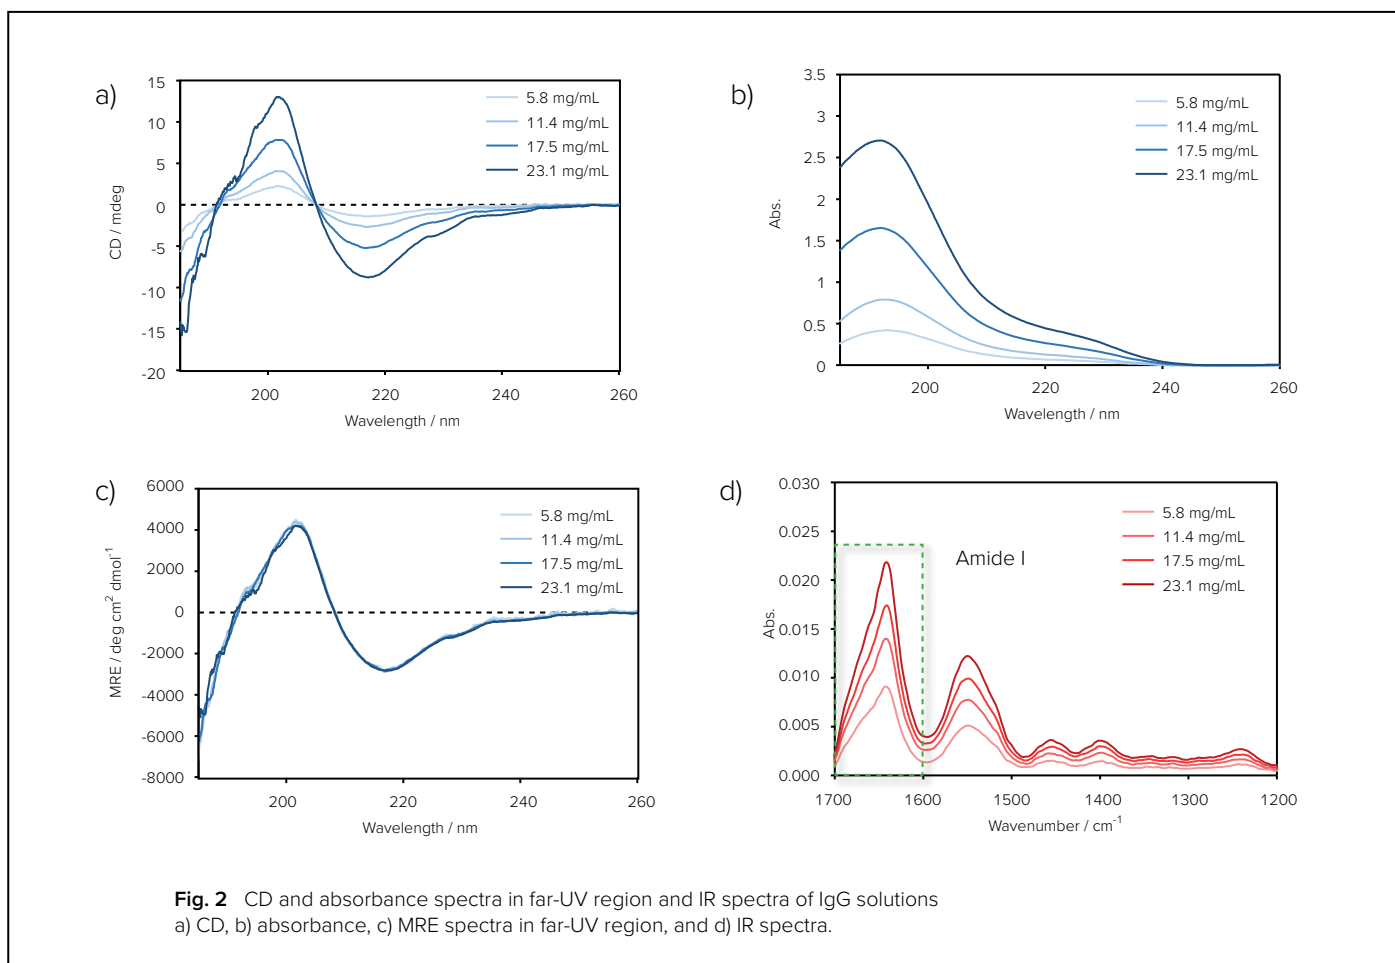 a)
15
10
5
0
-5
-10
-15
-20
CD / mdeg
200
220
240
260
Wavelength / nm
5.8 mg/mL
11.4 mg/mL
17.5 mg/mL
23.1 mg/mL
b)
3.5
3
2.5
2
1.5
1
0.5
0
Abs.
200
220
240
260
Wavelength / nm
5.8 mg/mL
11.4 mg/mL
17.5 mg/mL
23.1 mg/mL
c)
6000
4000
2000
0
-2000
-4000
-6000
-8000
MRE / deg cm² dmol⁻¹
200
220
240
260
Wavelength / nm
5.8 mg/mL
11.4 mg/mL
17.5 mg/mL
23.1 mg/mL
d)
0.030
0.025
0.020
0.015
0.010
0.005
0.000
Abs.
1700
1600
1500
1400
1300
1200
Wavenumber / cm⁻¹
Amide I
5.8 mg/mL
11.4 mg/mL
17.5 mg/mL
23.1 mg/mL
Fig. 2 CD and absorbance spectra in far-UV region and IR spectra of IgG solutions
a) CD, b) absorbance, c) MRE spectra in far-UV region, and d) IR spectra.